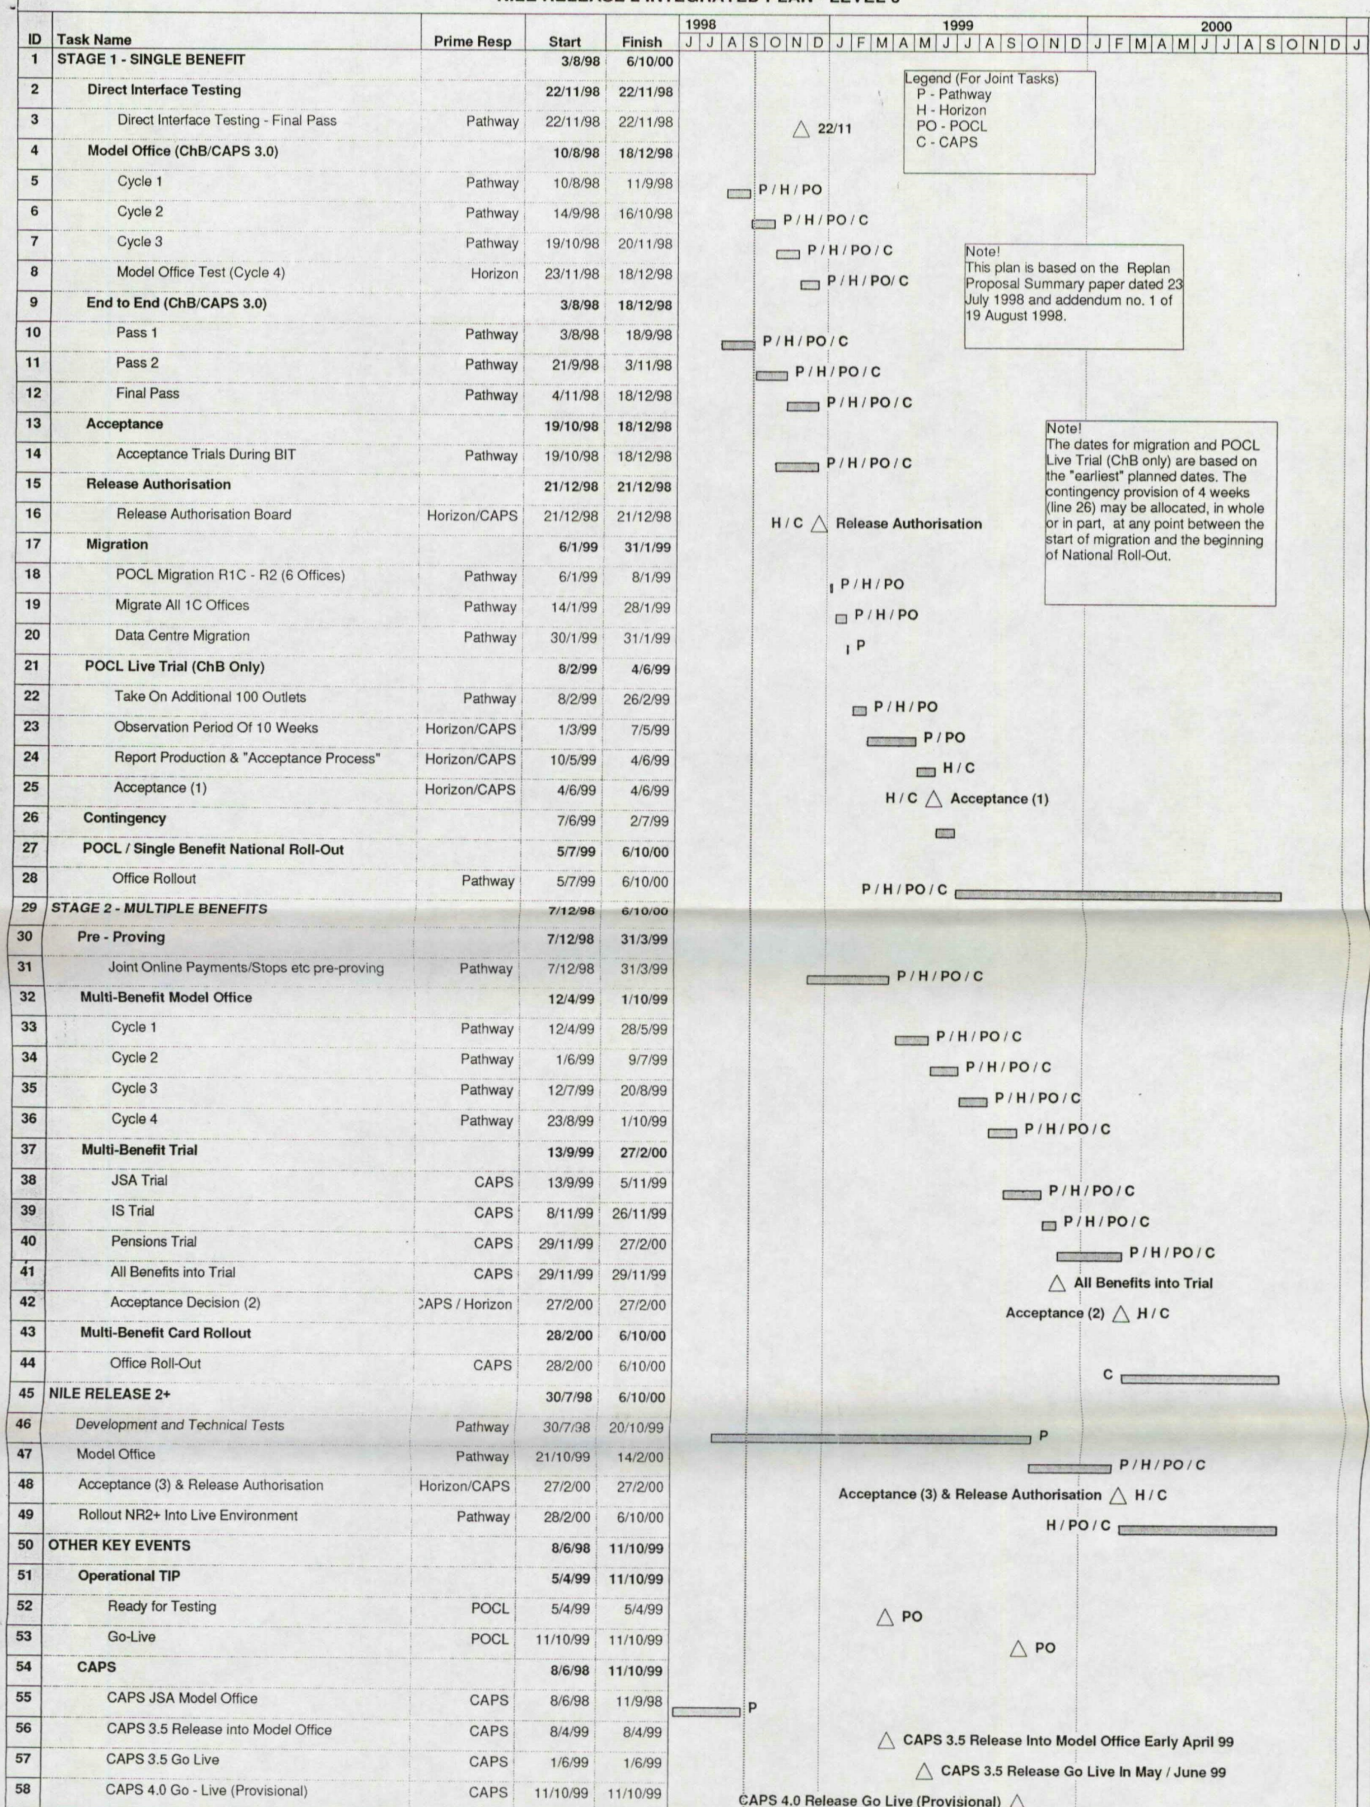 1998 1999 2000
ID Task Name Prime Resp Start Finish J J A S O N D J F M A M J J A S O N D J F M A M J J A S O N D J
1 STAGE 1 - SINGLE BENEFIT 3/8/98 6/10/00
Legend (For Joint Tasks)
P - Pathway
H - Horizon
PO - POCL
C - CAPS
2 Direct Interface Testing 22/11/98 22/11/98
3 Direct Interface Testing - Final Pass Pathway 22/11/98 22/11/98 22/11
4 Model Office (ChB/CAPS 3.0) 10/8/98 18/12/98
5 Cycle 1 Pathway 10/8/98 11/9/98 P / H / PO
6 Cycle 2 Pathway 14/9/98 16/10/98 P / H / PO / C
7 Cycle 3 Pathway 19/10/98 20/11/98 P / H / PO / C
8 Model Office Test (Cycle 4) Horizon 23/11/98 18/12/98 P / H / PO/ C
Note!
This plan is based on the Replan
Proposal Summary paper dated 23
July 1998 and addendum no. 1 of
19 August 1998.
9 End to End (ChB/CAPS 3.0) 3/8/98 18/12/98
10 Pass 1 Pathway 3/8/98 18/9/98 P / H / PO / C
11 Pass 2 Pathway 21/9/98 3/11/98 P / H / PO / C
12 Final Pass Pathway 4/11/98 18/12/98 P / H / PO / C
13 Acceptance 19/10/98 18/12/98
14 Acceptance Trials During BIT Pathway 19/10/98 18/12/98 P / H / PO / C
Note!
The dates for migration and POCL
Live Trial (ChB only) are based on
the "earliest" planned dates. The
contingency provision of 4 weeks
(line 26) may be allocated, in whole
or in part, at any point between the
start of migration and the beginning
of National Roll-Out.
15 Release Authorisation 21/12/98 21/12/98
16 Release Authorisation Board Horizon/CAPS 21/12/98 21/12/98 H / C Release Authorisation
17 Migration 6/1/99 31/1/99
18 POCL Migration R1C - R2 (6 Offices) Pathway 6/1/99 8/1/99 P / H / PO
19 Migrate All 1C Offices Pathway 14/1/99 28/1/99 P / H / PO
20 Data Centre Migration Pathway 30/1/99 31/1/99 P
21 POCL Live Trial (ChB Only) 8/2/99 4/6/99
22 Take On Additional 100 Outlets Pathway 8/2/99 26/2/99 P / H / PO
23 Observation Period Of 10 Weeks Horizon/CAPS 1/3/99 7/5/99 P / PO
24 Report Production & "Acceptance Process" Horizon/CAPS 10/5/99 4/6/99 H / C
25 Acceptance (1) Horizon/CAPS 4/6/99 4/6/99 H / C Acceptance (1)
26 Contingency 7/6/99 2/7/99
27 POCL / Single Benefit National Roll-Out 5/7/99 6/10/00
28 Office Rollout Pathway 5/7/99 6/10/00 P / H / PO / C
29 STAGE 2 - MULTIPLE BENEFITS 7/12/98 6/10/00
30 Pre - Proving 7/12/98 31/3/99
31 Joint Online Payments/Stops etc pre-proving Pathway 7/12/98 31/3/99 P / H / PO / C
32 Multi-Benefit Model Office 12/4/99 1/10/99
33 Cycle 1 Pathway 12/4/99 28/5/99 P / H / PO / C
34 Cycle 2 Pathway 1/6/99 9/7/99 P / H / PO / C
35 Cycle 3 Pathway 12/7/99 20/8/99 P / H / PO / C
36 Cycle 4 Pathway 23/8/99 1/10/99 P / H / PO / C
37 Multi-Benefit Trial 13/9/99 27/2/00
38 JSA Trial CAPS 13/9/99 5/11/99 P / H / PO / C
39 IS Trial CAPS 8/11/99 26/11/99 P / H / PO / C
40 Pensions Trial CAPS 29/11/99 27/2/00 P / H / PO / C
41 All Benefits into Trial CAPS 29/11/99 29/11/99 All Benefits into Trial
42 Acceptance Decision (2) CAPS / Horizon 27/2/00 27/2/00 Acceptance (2) H / C
43 Multi-Benefit Card Rollout 28/2/00 6/10/00
44 Office Roll-Out CAPS 28/2/00 6/10/00 C
45 NILE RELEASE 2+ 30/7/98 6/10/00
46 Development and Technical Tests Pathway 30/7/98 20/10/99 P
47 Model Office Pathway 21/10/99 14/2/00 P / H / PO / C
48 Acceptance (3) & Release Authorisation Horizon/CAPS 27/2/00 27/2/00 Acceptance (3) & Release Authorisation H / C
49 Rollout NR2+ Into Live Environment Pathway 28/2/00 6/10/00 H / PO / C
50 OTHER KEY EVENTS 8/6/98 11/10/99
51 Operational TIP 5/4/99 11/10/99
52 Ready for Testing POCL 5/4/99 5/4/99 PO
53 Go-Live POCL 11/10/99 11/10/99 PO
54 CAPS 8/6/98 11/10/99
55 CAPS JSA Model Office CAPS 8/6/98 11/9/98 P
56 CAPS 3.5 Release into Model Office CAPS 8/4/99 8/4/99 CAPS 3.5 Release Into Model Office Early April 99
57 CAPS 3.5 Go Live CAPS 1/6/99 1/6/99 CAPS 3.5 Release Go Live In May / June 99
58 CAPS 4.0 Go - Live (Provisional) CAPS 11/10/99 11/10/99 CAPS 4.0 Release Go Live (Provisional)